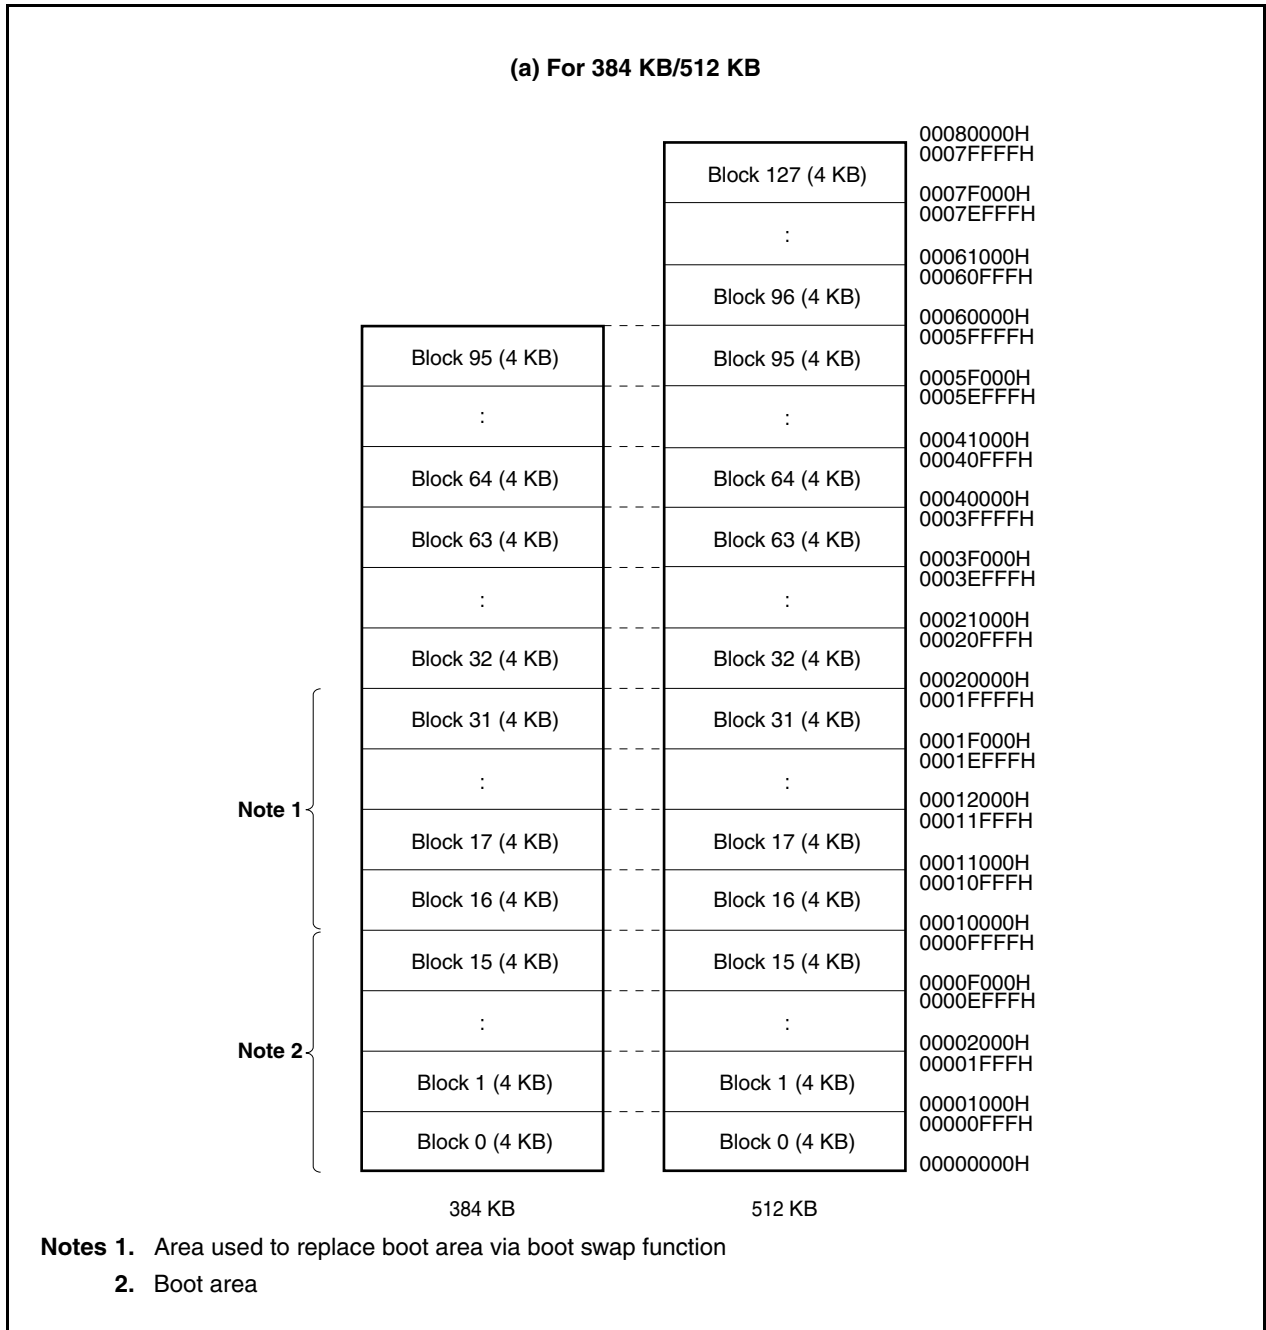 (a) For 384 KB/512 KB
00080000H
0007FFFFH
Block 127 (4 KB)
0007F000H
0007EFFFH
:
00061000H
00060FFFH
Block 96 (4 KB)
00060000H
0005FFFFH
Block 95 (4 KB) Block 95 (4 KB)
0005F000H
0005EFFFH
: :
00041000H
00040FFFH
Block 64 (4 KB) Block 64 (4 KB)
00040000H
0003FFFFH
Block 63 (4 KB) Block 63 (4 KB)
0003F000H
0003EFFFH
: :
00021000H
00020FFFH
Block 32 (4 KB) Block 32 (4 KB)
00020000H
0001FFFFH
Block 31 (4 KB) Block 31 (4 KB)
0001F000H
0001EFFFH
: :
00012000H
Note 1
00011FFFH
Block 17 (4 KB) Block 17 (4 KB)
00011000H
00010FFFH
Block 16 (4 KB) Block 16 (4 KB)
00010000H
0000FFFFH
Block 15 (4 KB) Block 15 (4 KB)
0000F000H
0000EFFFH
: :
00002000H
Note 2
00001FFFH
Block 1 (4 KB) Block 1 (4 KB)
00001000H
00000FFFH
Block 0 (4 KB) Block 0 (4 KB)
00000000H
384 KB 512 KB
Notes 1. Area used to replace boot area via boot swap function
2. Boot area